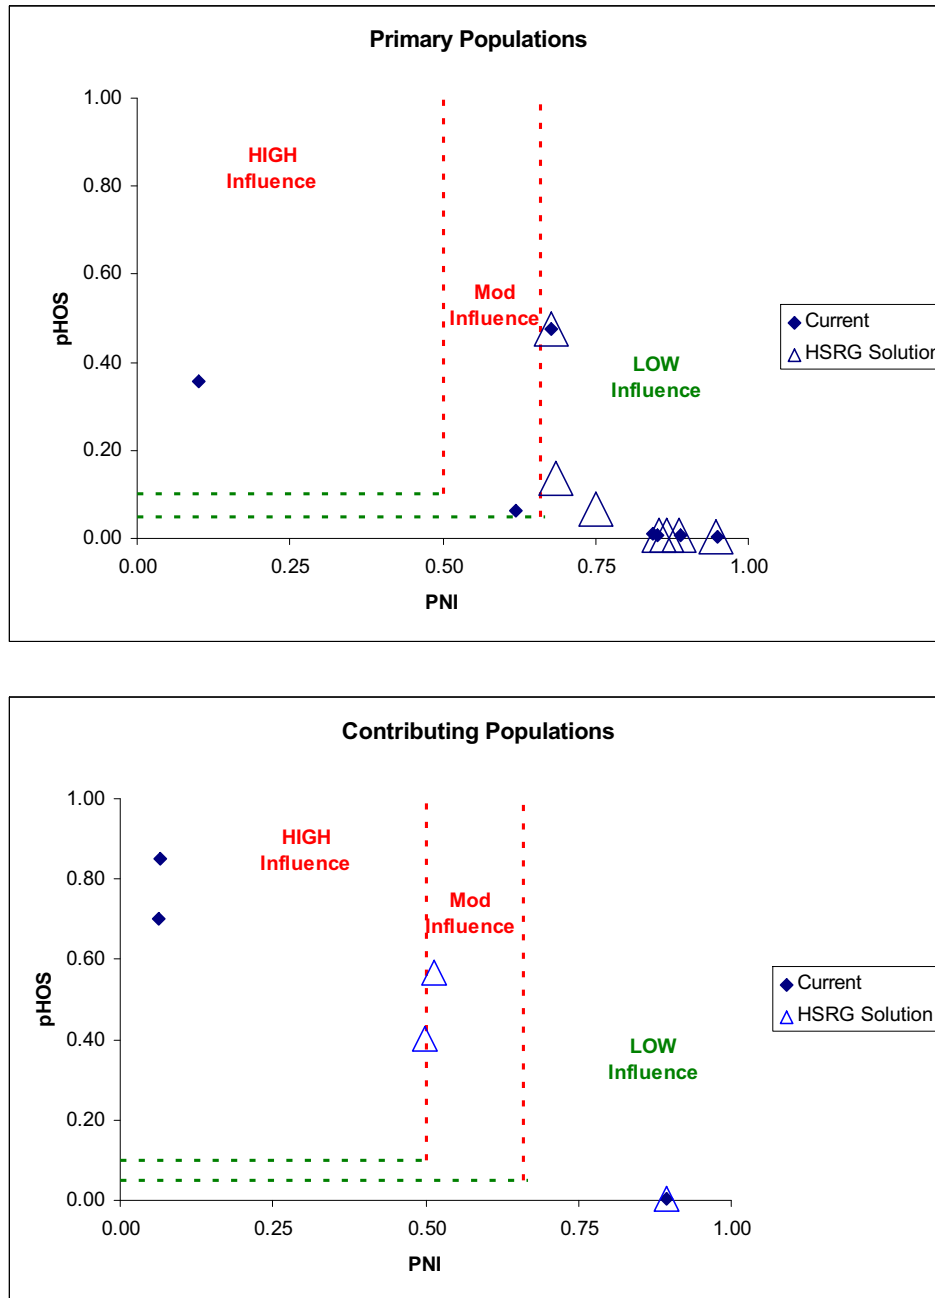 Primary Populations
1.00
0.80
0.60
0.40
0.20
0.00
pHOS
HIGH
Influence
Mod
Influence
LOW
Influence
Current
HSRG Solution
0.00 0.25 0.50 0.75 1.00
PNI
Contributing Populations
1.00
0.80
0.60
0.40
0.20
0.00
pHOS
HIGH
Influence
Mod
Influence
LOW
Influence
Current
HSRG Solution
0.00 0.25 0.50 0.75 1.00
PNI